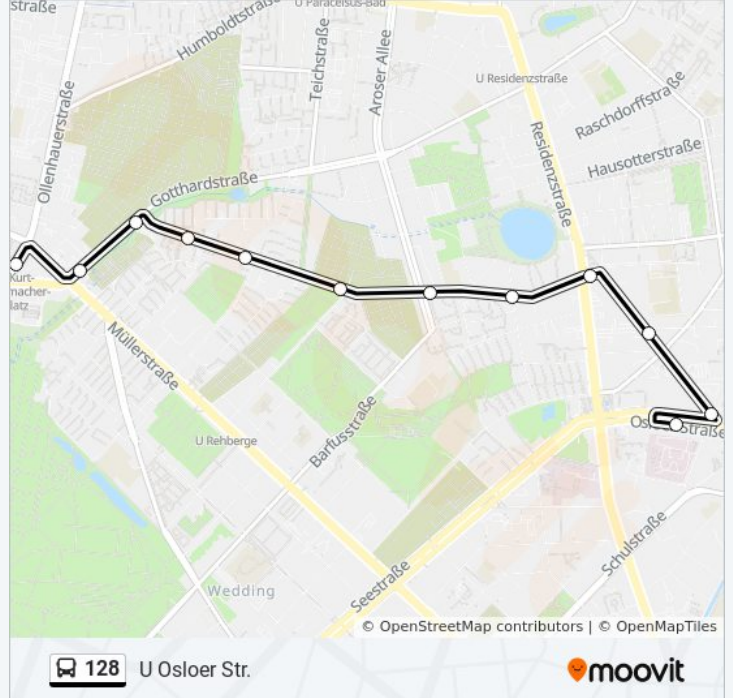 straße
Humboldtstraße
U Paracelsus-Bad
Ollenhauerstraße
Teichstraße
Aroser Allee
U Residenzstraße
Raschdorffstraße
Residenzstraße
Hausotterstraße
Gotthardstraße
Kurt-
macher-
latz
Müllerstraße
Barfusstraße
U Rehberge
Schulstraße
Wedding
Seestraße
© OpenStreetMap contributors | © OpenMapTiles
128 U Osloer Str.
moovit